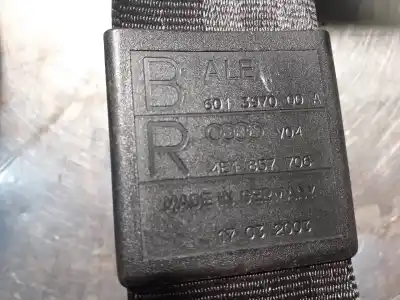 B ALF
601 3970 00 A
R V04
4E1 857 706
MADE IN GERMANY
17 03 2003